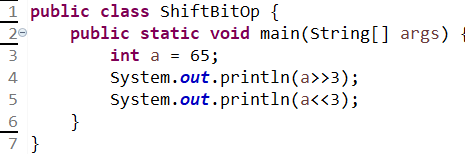 1 public class ShiftBitOp {
2 public static void main(String[] args) {
3 int a = 65;
4 System.out.println(a>>3);
5 System.out.println(a<<3);
6 }
7 }